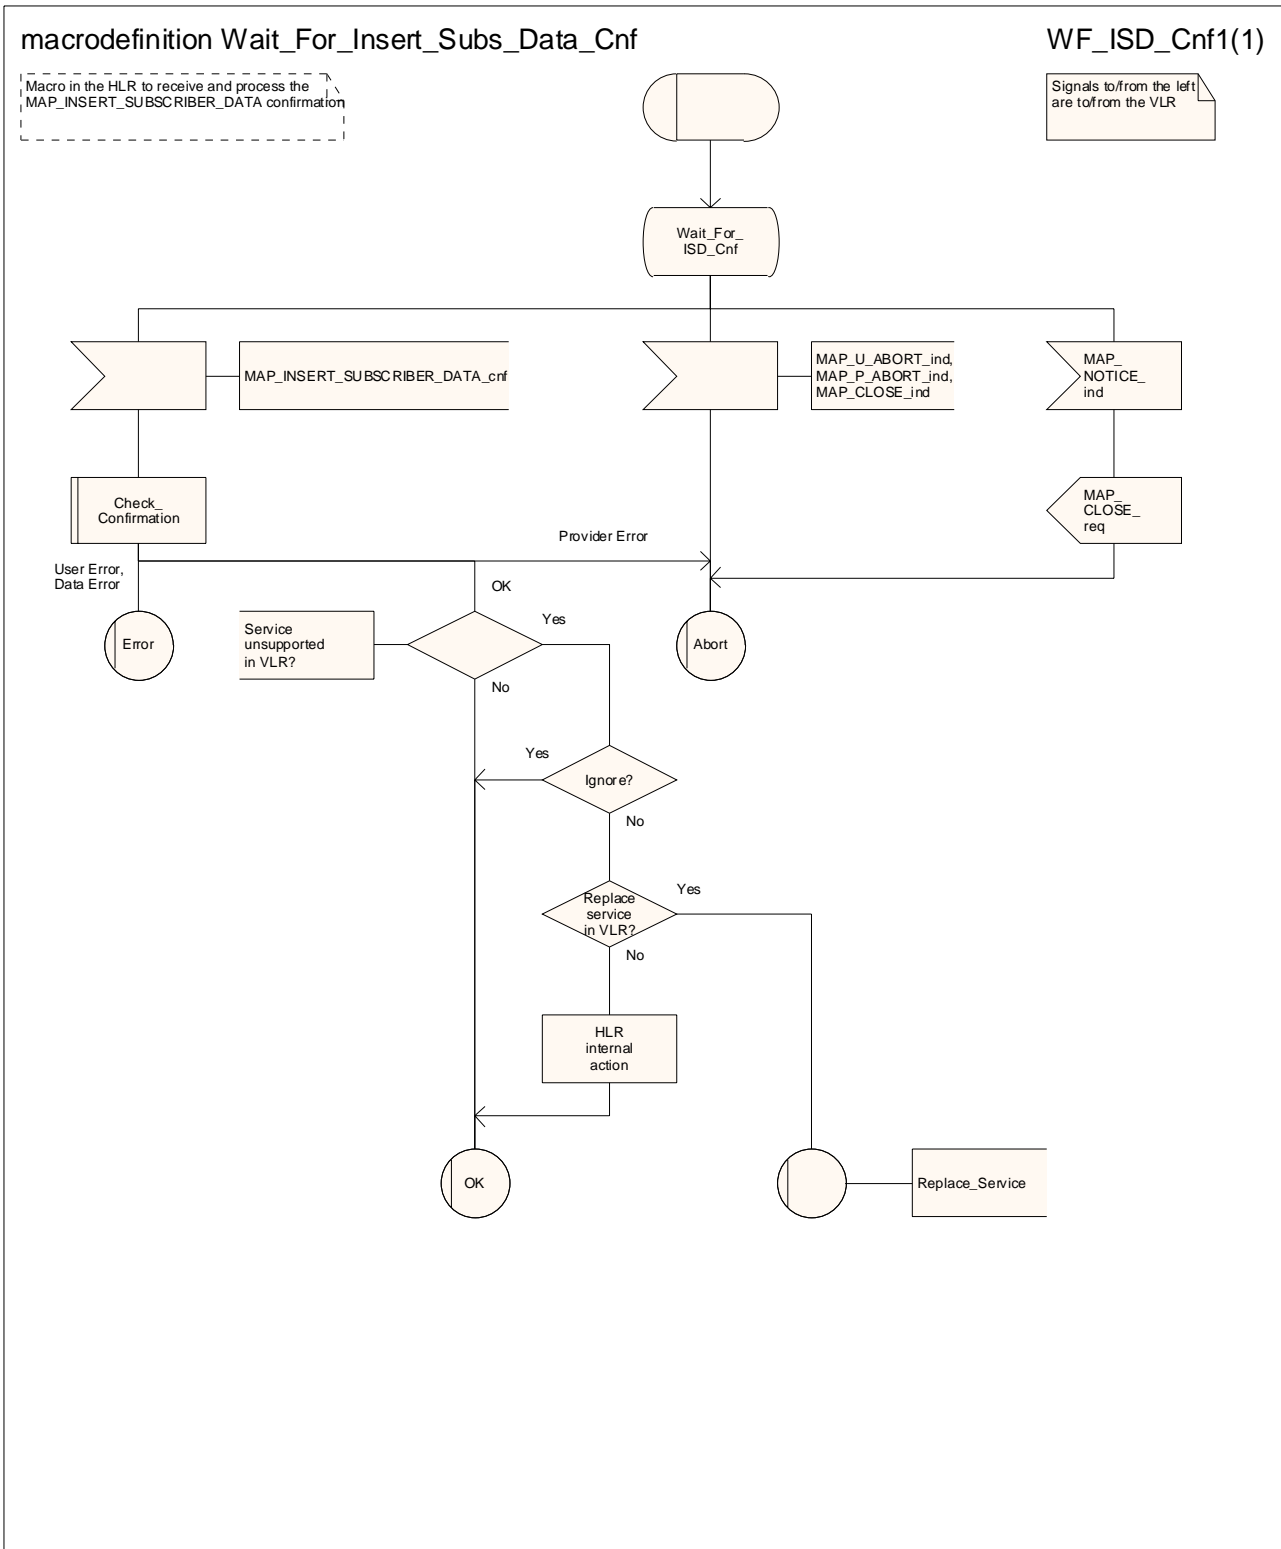 macrodefinition Wait_For_Insert_Subs_Data_Cnf
WF_ISD_Cnf1(1)
Macro in the HLR to receive and process the
MAP_INSERT_SUBSCRIBER_DATA confirmation
Signals to/from the left
are to/from the VLR
Wait_For_
ISD_Cnf
MAP_INSERT_SUBSCRIBER_DATA_cnf
MAP_U_ABORT_ind,
MAP_P_ABORT_ind,
MAP_CLOSE_ind
MAP_
NOTICE_
ind
Check_
Confirmation
MAP_
CLOSE_
req
Provider Error
User Error,
Data Error
OK
Error
Service
unsupported
in VLR?
Yes
No
Abort
Yes
Ignore?
No
Replace
service
in VLR?
Yes
No
HLR
internal
action
OK
Replace_Service